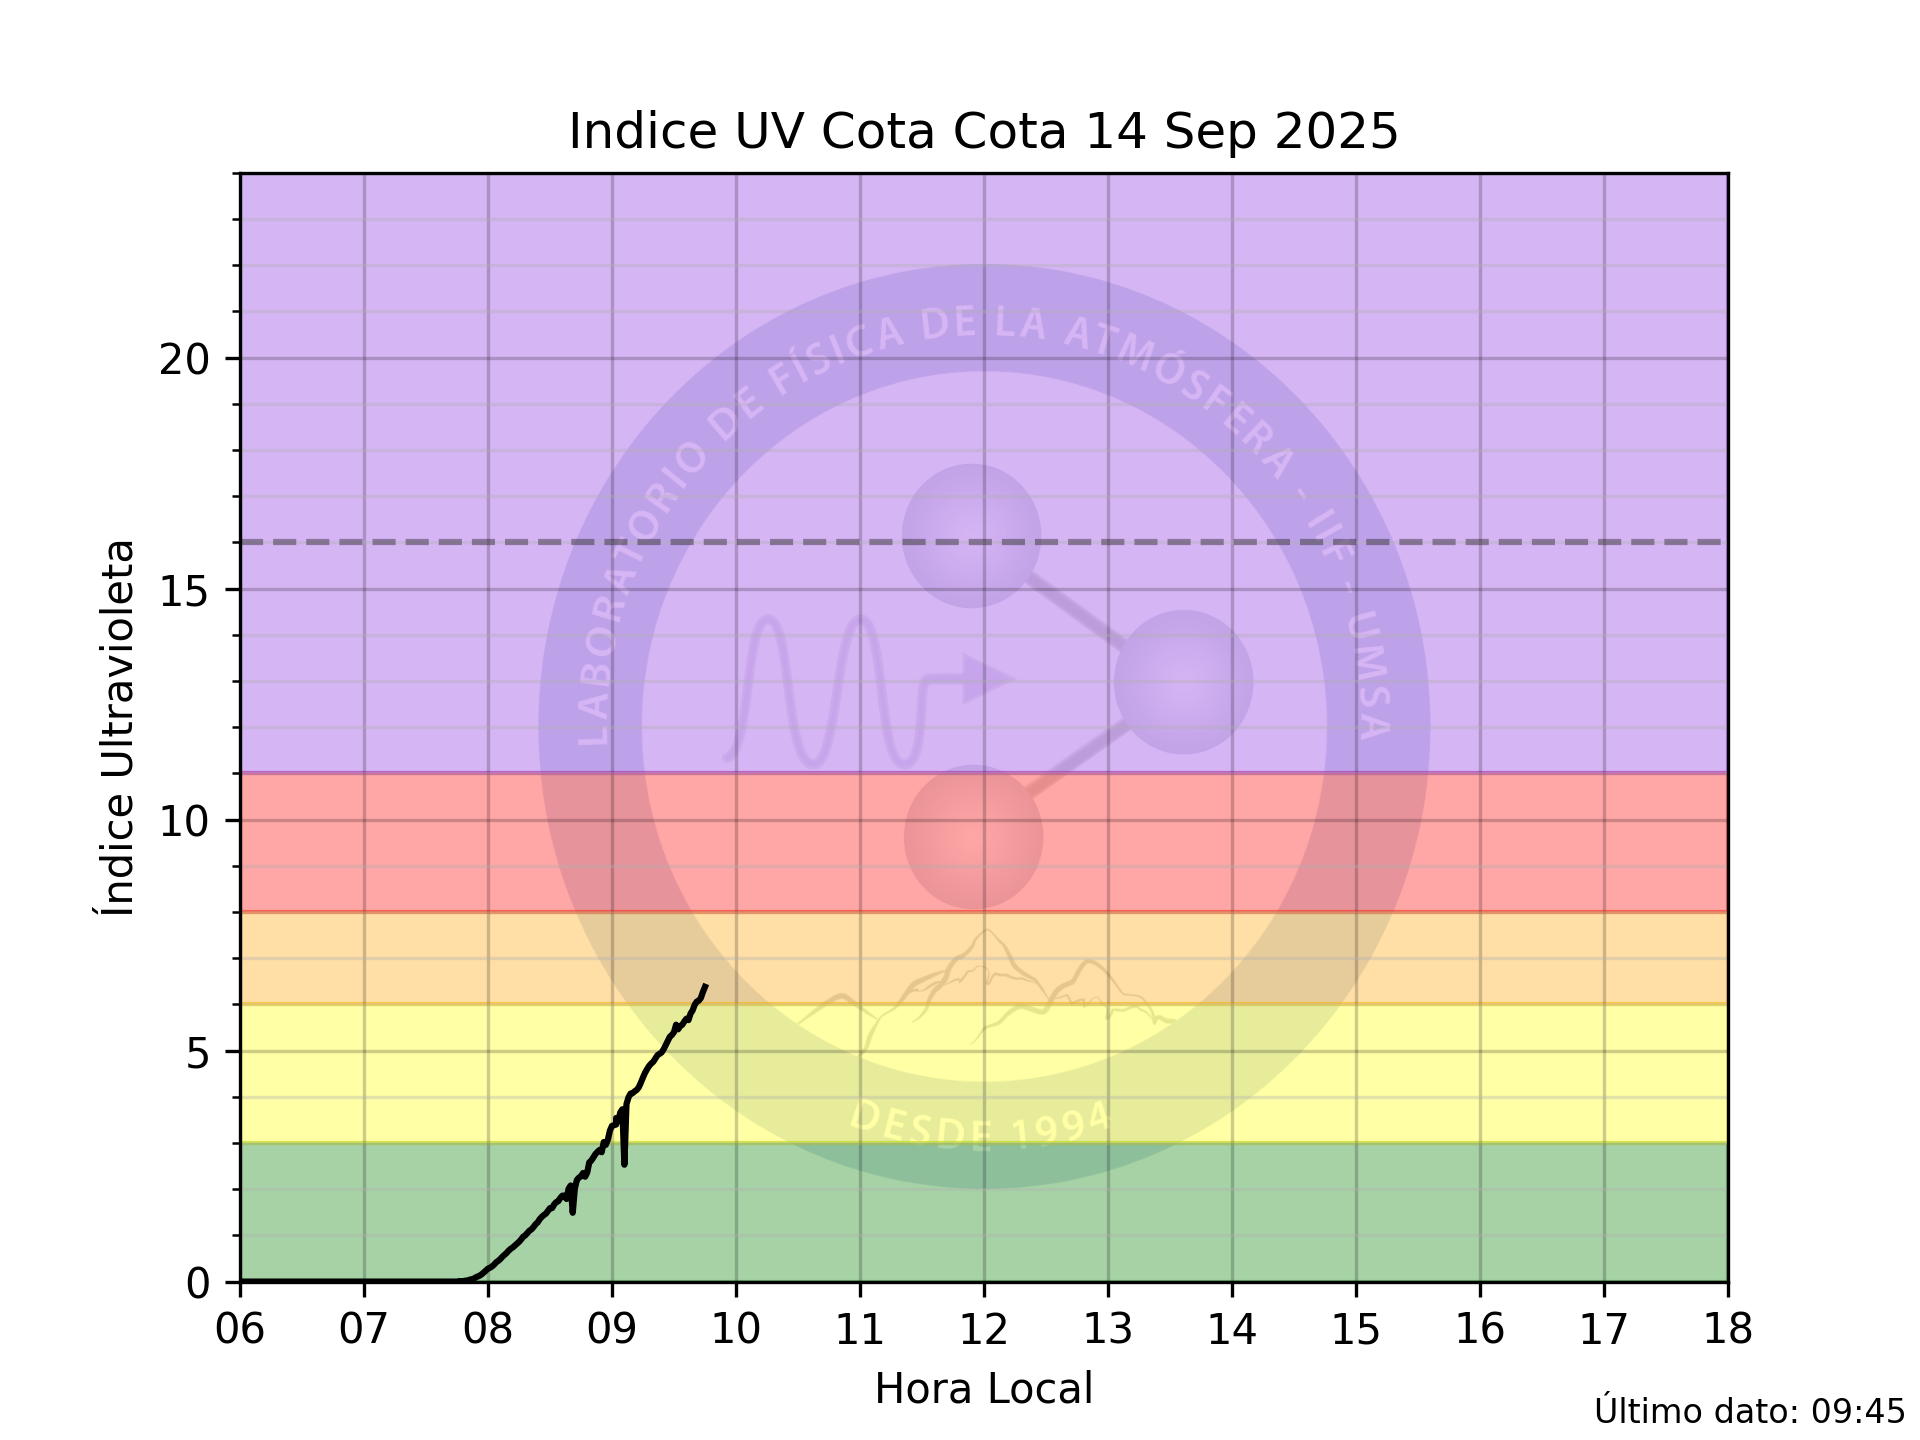 Indice UV Cota Cota 14 Sep 2025
LABORATORIO DE FÍSICA DE LA ATMÓSFERA - IIF - UMSA
DESDE 1994
Índice Ultravioleta
20
15
10
5
0
06 07 08 09 10 11 12 13 14 15 16 17 18
Hora Local
Último dato: 09:45